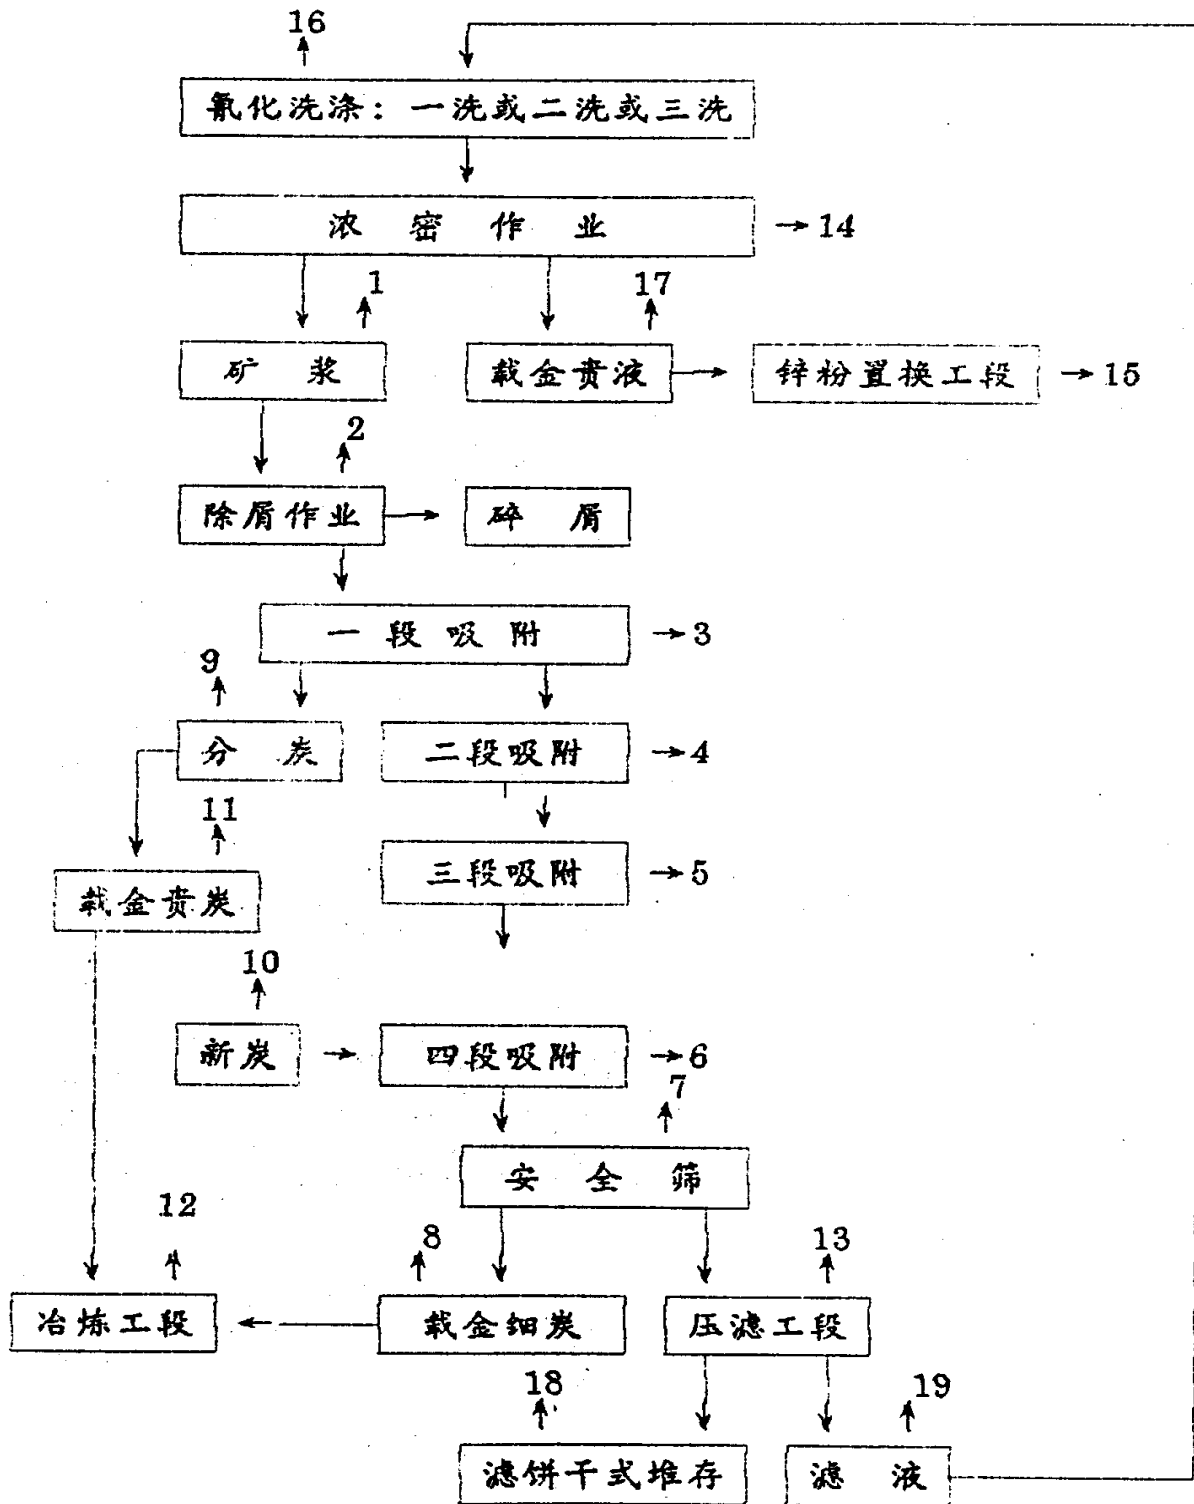 16
氰化洗涤：一洗或二洗或三洗
浓密作业
14
1
17
矿浆
载金贵液
锌粉置换工段
15
2
除屑作业
碎屑
一段吸附
3
9
分炭
二段吸附
4
11
三段吸附
5
载金贵炭
10
新炭
四段吸附
6
7
安全筛
12
8
13
冶炼工段
载金细炭
压滤工段
18
19
滤饼干式堆存
滤液